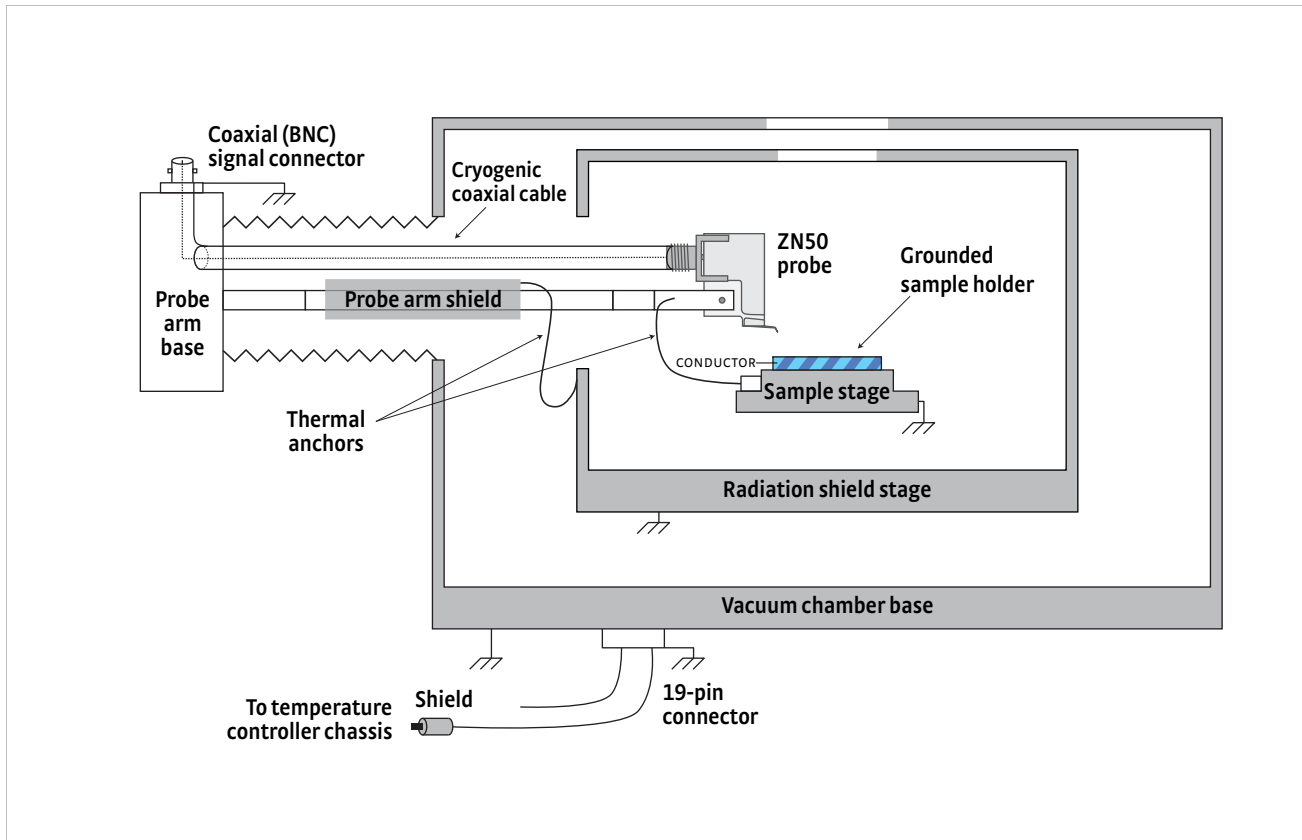 Coaxial (BNC)
signal connector
Cryogenic
coaxial cable
ZN50
probe
Grounded
sample holder
Probe
arm
base
Probe arm shield
CONDUCTOR
Sample stage
Thermal
anchors
Radiation shield stage
Vacuum chamber base
To temperature
controller chassis
Shield
19-pin
connector